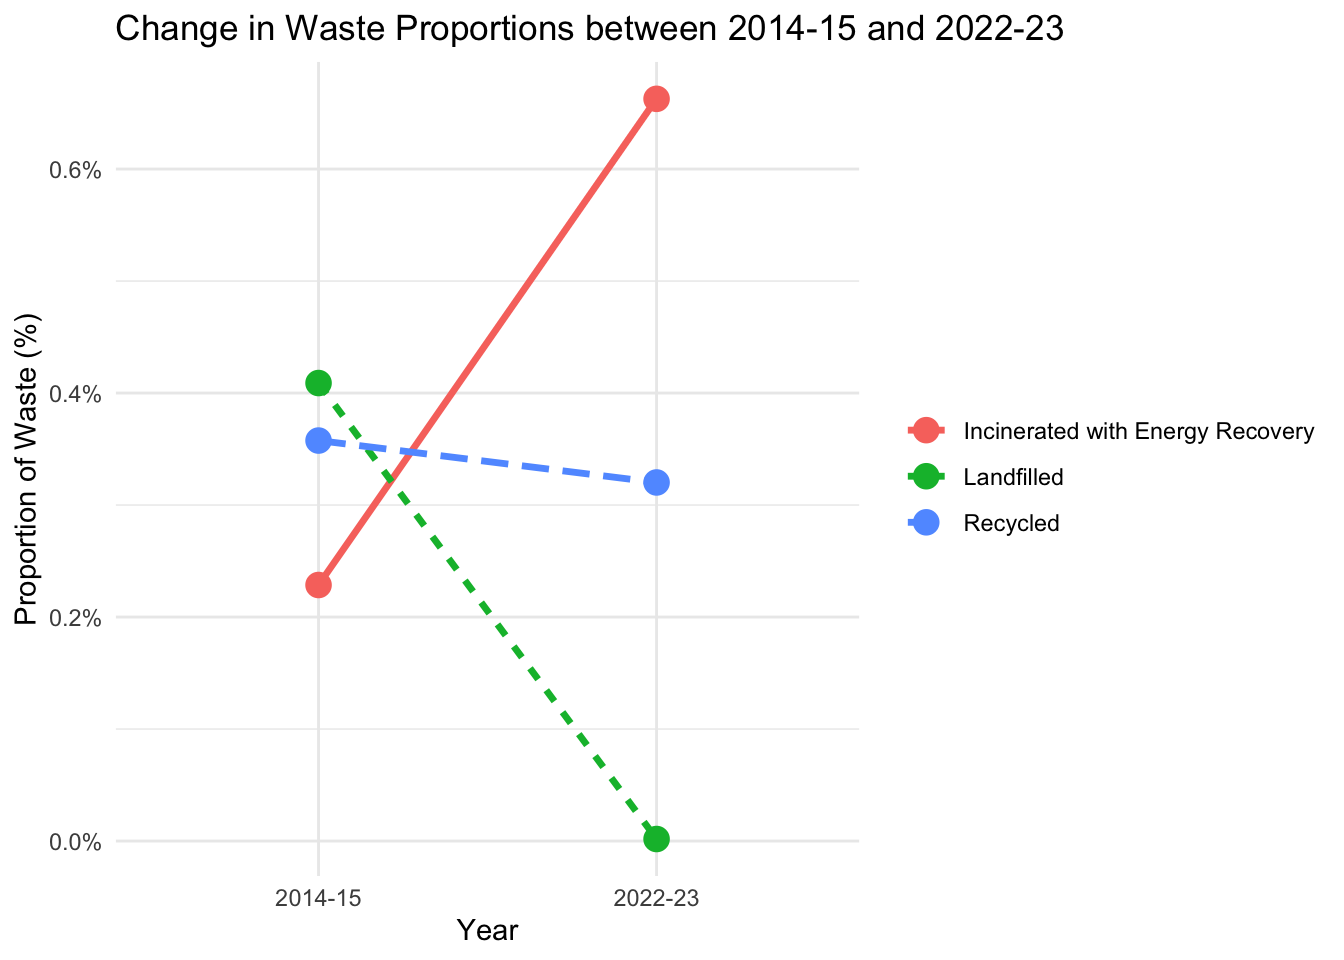 Change in Waste Proportions between 2014-15 and 2022-23
Proportion of Waste (%)
0.6%
0.4%
0.2%
0.0%
2014-15
2022-23
Year
Incinerated with Energy Recovery
Landfilled
Recycled